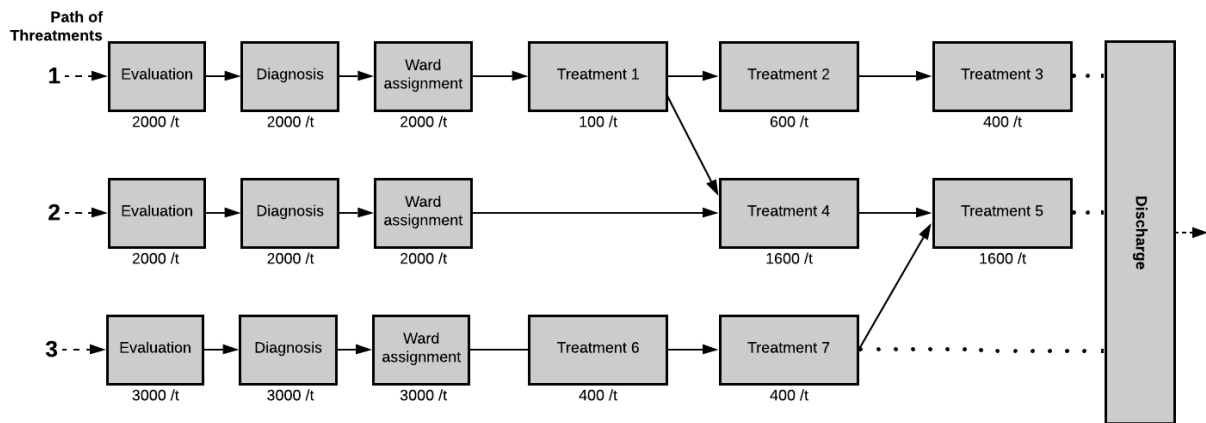 Path of
Threatments
1
Evaluation
Diagnosis
Ward
assignment
Treatment 1
Treatment 2
Treatment 3
2000 /t
2000 /t
2000 /t
100 /t
600 /t
400 /t
2
Evaluation
Diagnosis
Ward
assignment
Treatment 4
Treatment 5
2000 /t
2000 /t
2000 /t
1600 /t
1600 /t
3
Evaluation
Diagnosis
Ward
assignment
Treatment 6
Treatment 7
3000 /t
3000 /t
3000 /t
400 /t
400 /t
Discharge